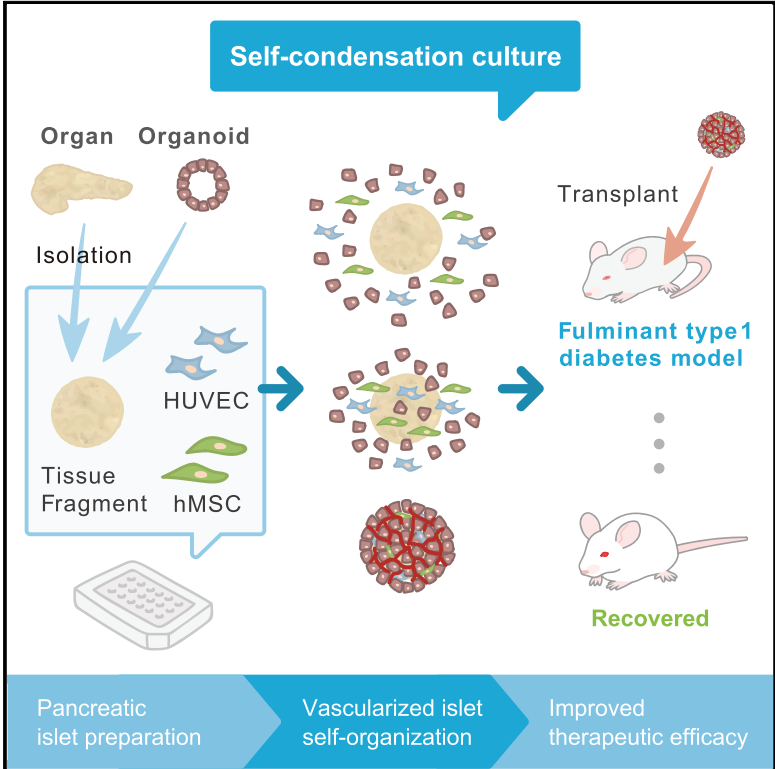 Self-condensation culture
Organ
Organoid
Isolation
HUVEC
Tissue
Fragment
hMSC
Transplant
Fulminant type1
diabetes model
Recovered
Pancreatic
islet preparation
Vascularized islet
self-organization
Improved
therapeutic efficacy